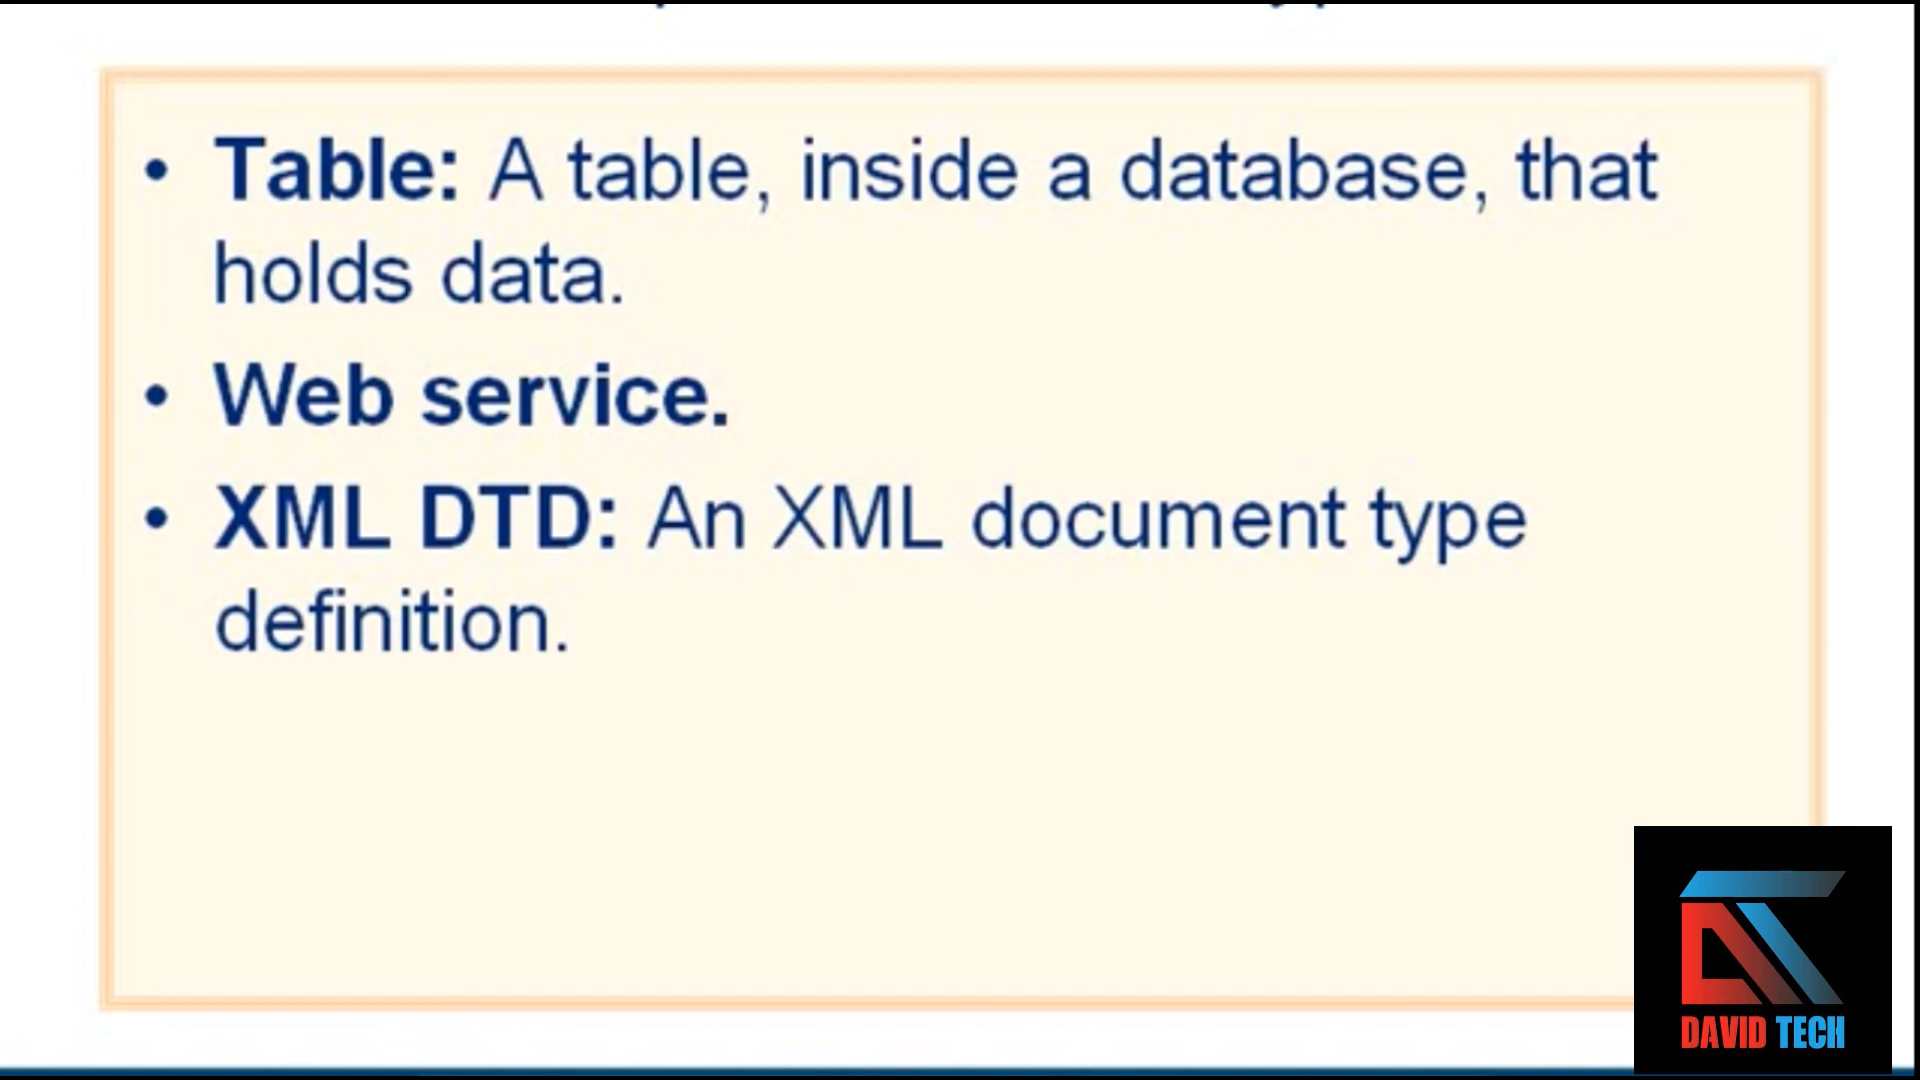 • Table: A table, inside a database, that
holds data.
• Web service.
• XML DTD: An XML document type
definition.
DAVID TECH